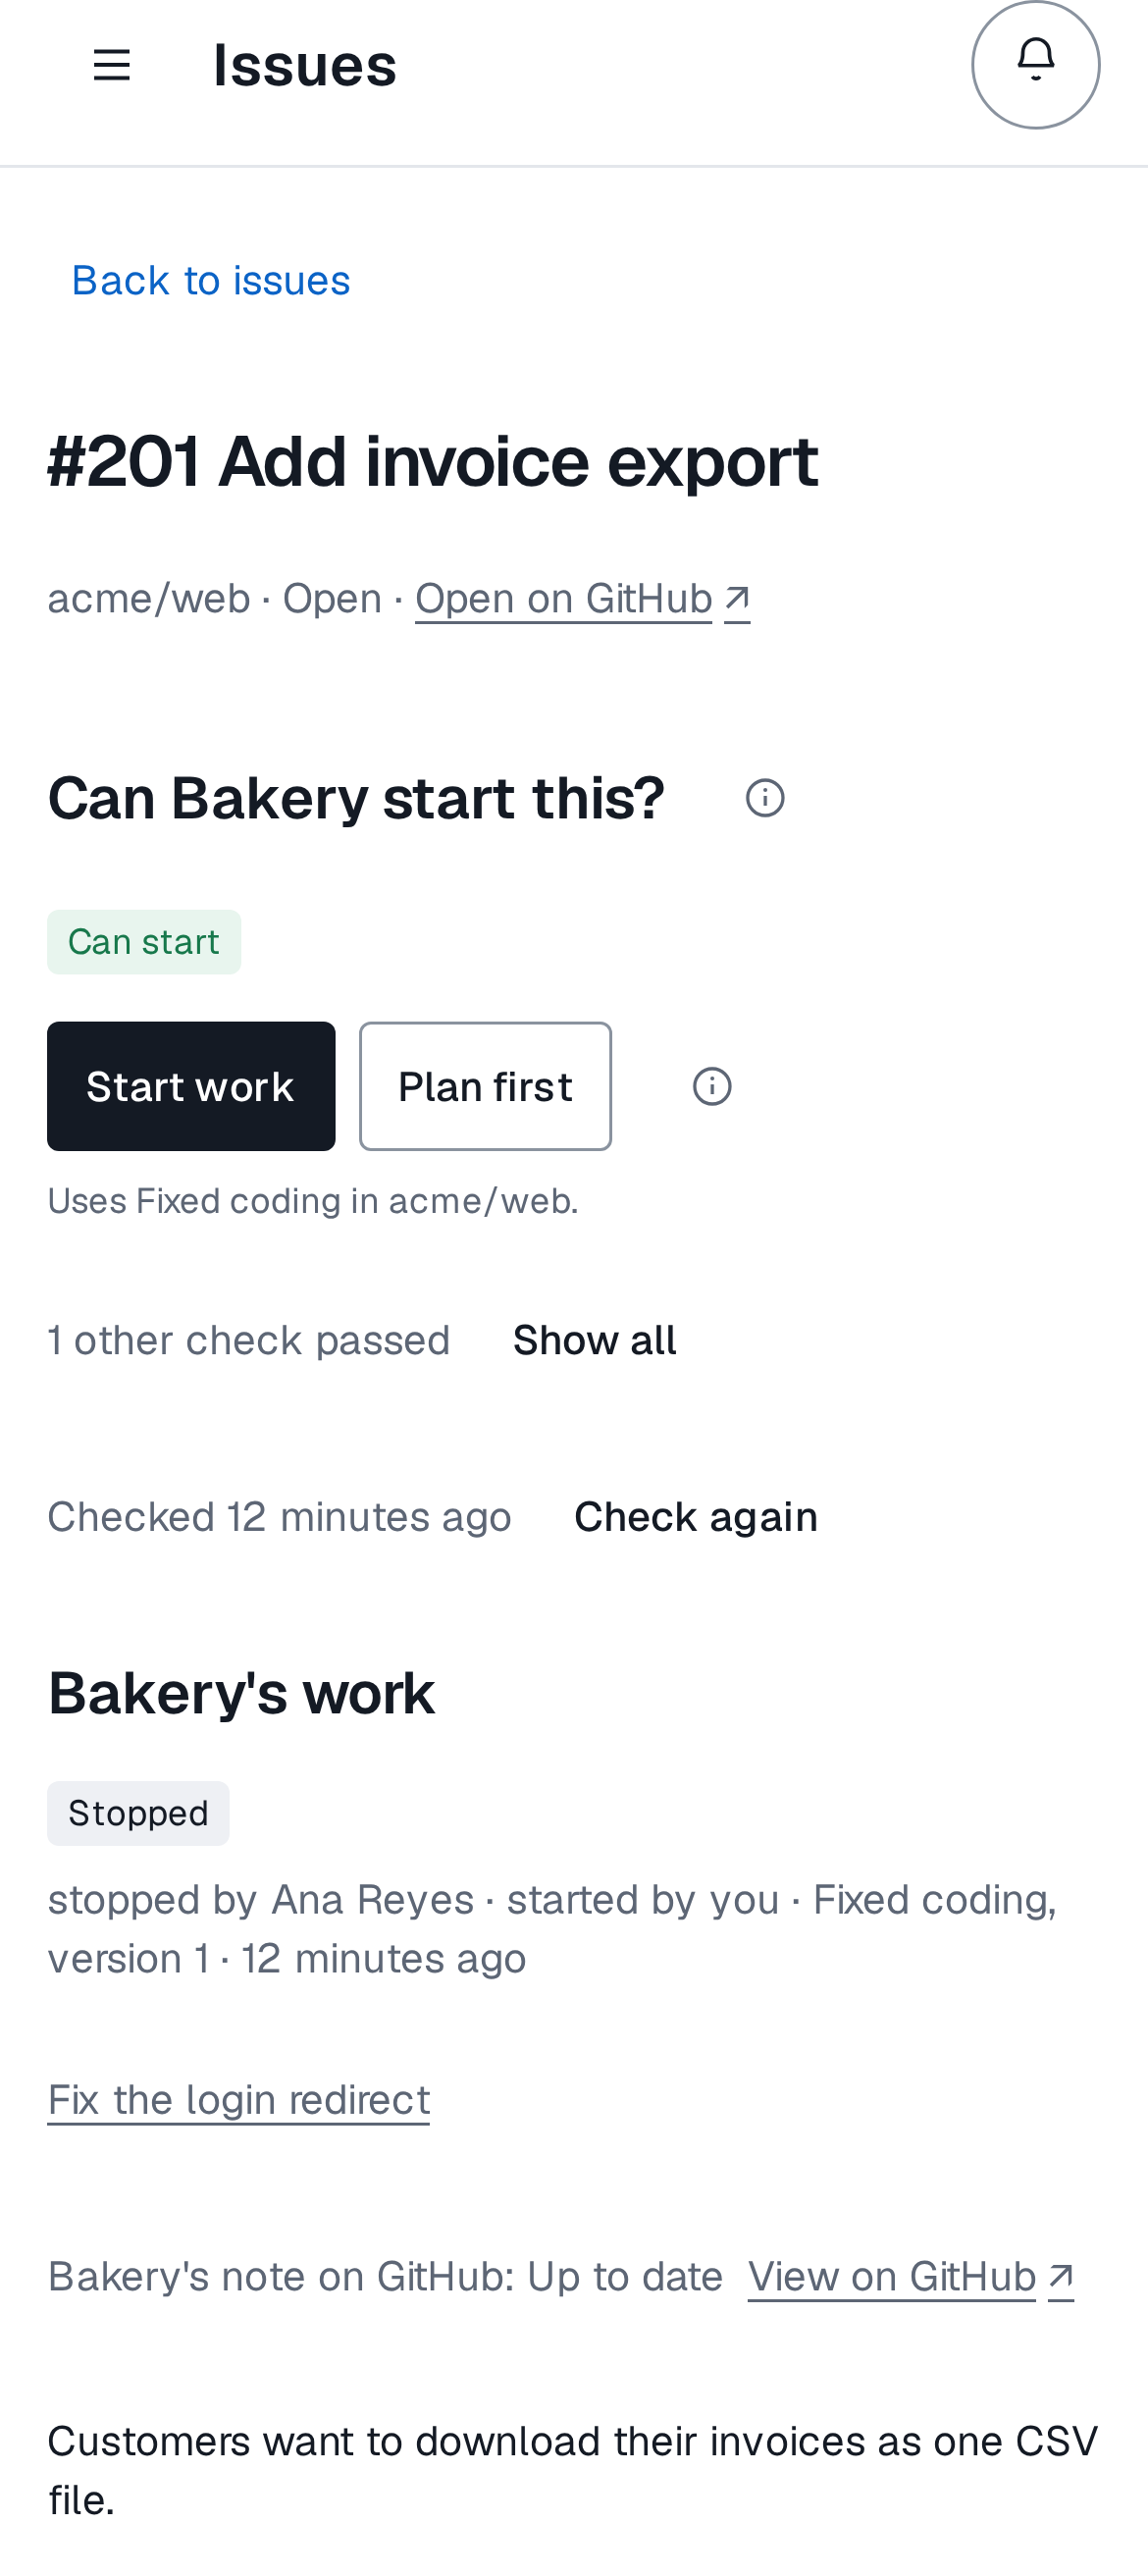 Issues
Back to issues
#201 Add invoice export
acme/web · Open · Open on GitHub ↗
Can Bakery start this?
Can start
Start work
Plan first
Uses Fixed coding in acme/web.
1 other check passed Show all
Checked 12 minutes ago Check again
Bakery's work
Stopped
stopped by Ana Reyes · started by you · Fixed coding,
version 1 · 12 minutes ago
Fix the login redirect
Bakery's note on GitHub: Up to date View on GitHub ↗
Customers want to download their invoices as one CSV
file.